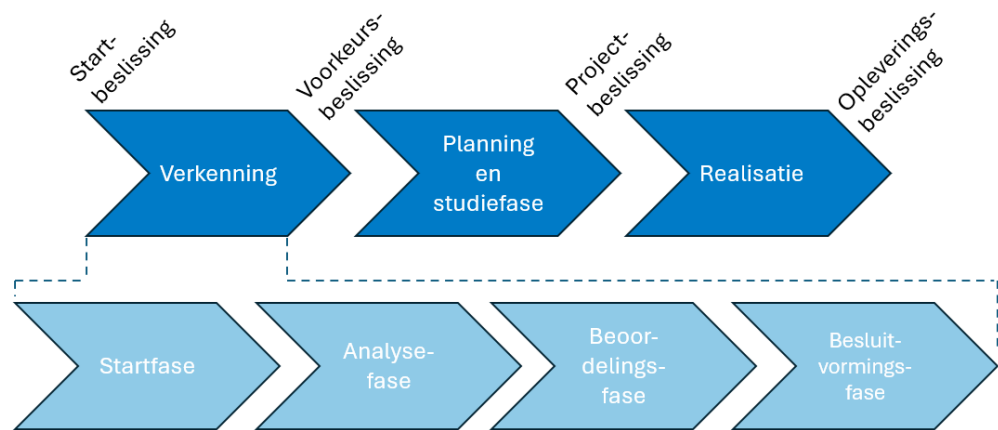 Start-
beslissing
Voorkeurs-
beslissing
Project-
beslissing
Opleverings-
beslissing
Verkenning
Planning
en
studiefase
Realisatie
Startfase
Analyse-
fase
Beoor-
delings-
fase
Besluit-
vormings-
fase